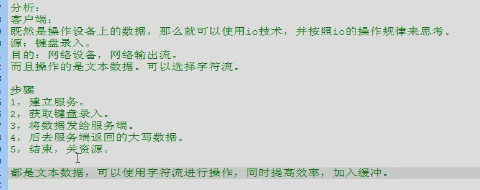 分析：
客户端：
既然是操作设备上的数据，那么就可以使用io技术，并按照io的操作规律来思考。
源：键盘录入。
目的：网络设备，网络输出流。
而且操作的是文本数据。可以选择字符流。
步骤
1，建立服务。
2，获取键盘录入。
3，将数据发给服务端。
4，后去服务端返回的大写数据。
5，结束，关资源。
都是文本数据，可以使用字符流进行操作，同时提高效率，加入缓冲。